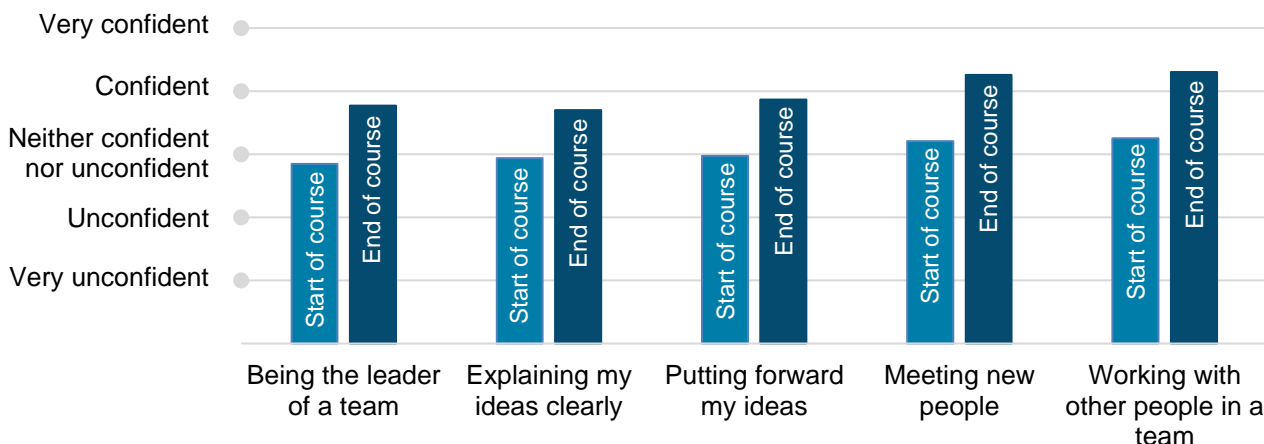 Very confident
Confident
Neither confident
nor unconfident
Unconfident
Very unconfident
Start of course
End of course
Start of course
End of course
Start of course
End of course
Start of course
End of course
Start of course
End of course
Being the leader
of a team
Explaining my
ideas clearly
Putting forward
my ideas
Meeting new
people
Working with
other people in a
team